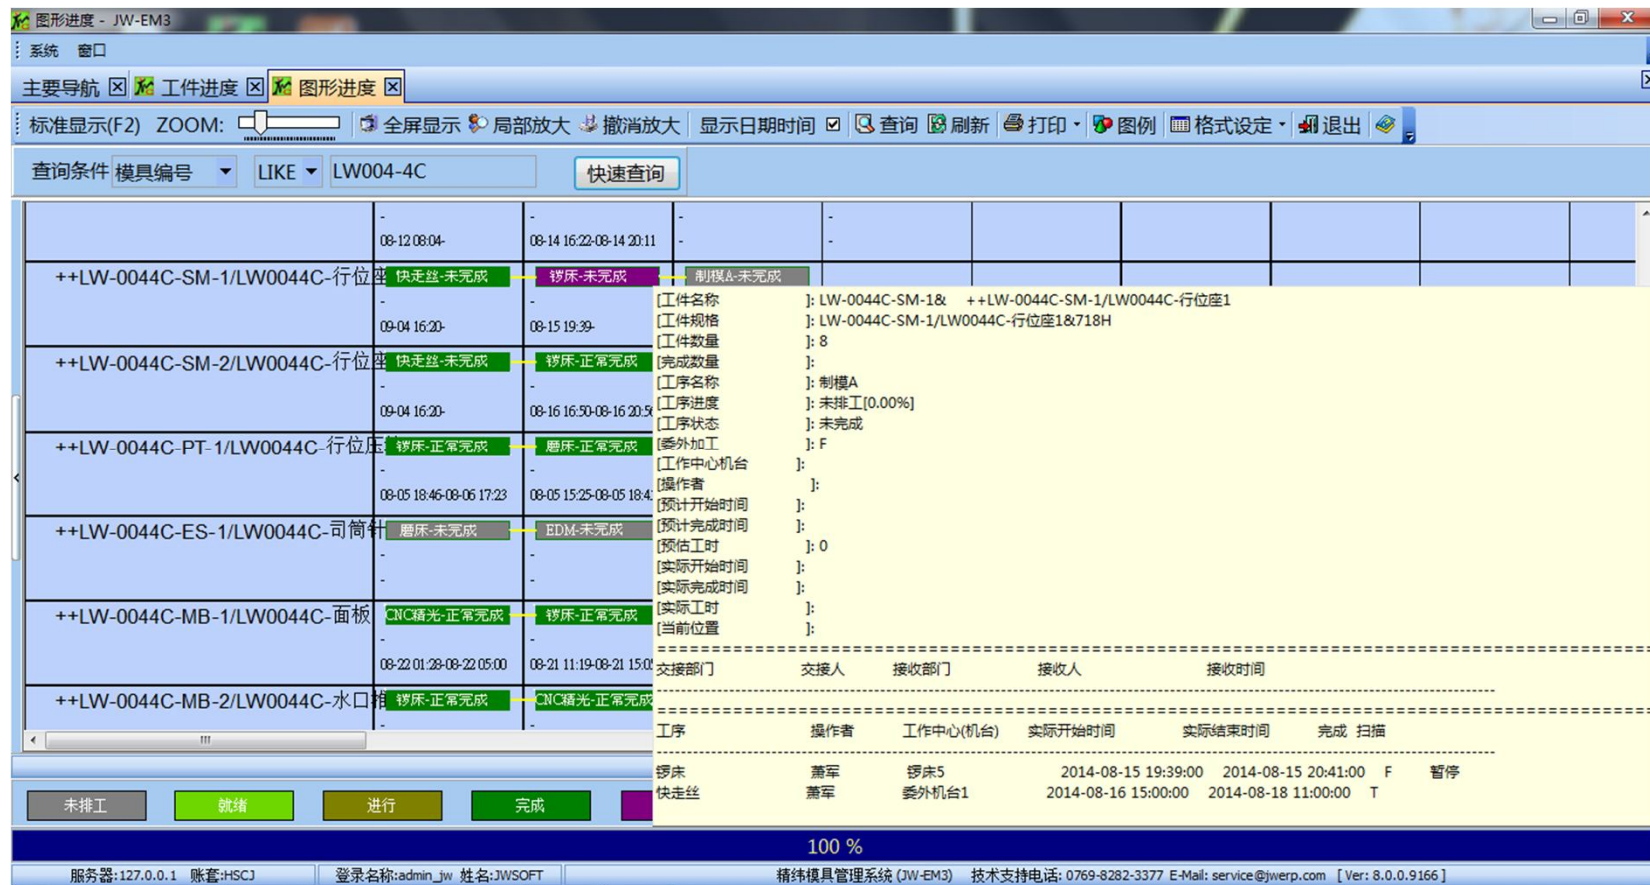 图形进度 - JW-EM3
系统 窗口
主要导航 工件进度 图形进度
标准显示(F2) ZOOM: 全屏显示 局部放大 撤消放大 显示日期时间 查询 刷新 打印 图例 格式设定 退出
查询条件 模具编号 LIKE LW004-4C 快速查询
- - - -
08-12 08:04- 08-14 16:22-08-14 20:11 - -
++LW-0044C-SM-1/LW0044C-行位座 快走丝-未完成 锣床-未完成 制模A-未完成
- -
09-04 16:20- 08-15 19:39-
++LW-0044C-SM-2/LW0044C-行位座 快走丝-未完成 锣床-正常完成
-
09-04 16:20- 08-16 16:50-08-16 20:56
++LW-0044C-PT-1/LW0044C-行位压 锣床-正常完成 磨床-正常完成
- -
08-05 18:46-08-06 17:23 08-05 15:25-08-05 18:4
++LW-0044C-ES-1/LW0044C-司筒针 磨床-未完成 EDM-未完成
- -
- -
++LW-0044C-MB-1/LW0044C-面板 CNC精光-正常完成 锣床-正常完成
- -
08-22 01:28-08-22 05:00 08-21 11:19-08-21 15:0
++LW-0044C-MB-2/LW0044C-水口推 锣床-正常完成 CNC精光-正常完成
- -
[工件名称 ]: LW-0044C-SM-1& ++LW-0044C-SM-1/LW0044C-行位座1
[工件规格 ]: LW-0044C-SM-1/LW0044C-行位座1&718H
[工件数量 ]: 8
[完成数量 ]:
[工序名称 ]: 制模A
[工序进度 ]: 未排工[0.00%]
[工序状态 ]: 未完成
[委外加工 ]: F
[工作中心机台 ]:
[操作者 ]:
[预计开始时间 ]:
[预计完成时间 ]:
[预估工时 ]: 0
[实际开始时间 ]:
[实际完成时间 ]:
[实际工时 ]:
[当前位置 ]:
交接部门 交接人 接收部门 接收人 接收时间
工序 操作者 工作中心(机台) 实际开始时间 实际结束时间 完成 扫描
锣床 萧军 锣床5 2014-08-15 19:39:00 2014-08-15 20:41:00 F 暂停
快走丝 萧军 委外机台1 2014-08-16 15:00:00 2014-08-18 11:00:00 T
未排工 就绪 进行 完成
100 %
服务器:127.0.0.1 账套:HSCJ 登录名称:admin_jw 姓名:JWSOFT 精纬模具管理系统 (JW-EM3) 技术支持电话: 0769-8282-3377 E-Mail: service@jwerp.com [ Ver: 8.0.0.9166 ]